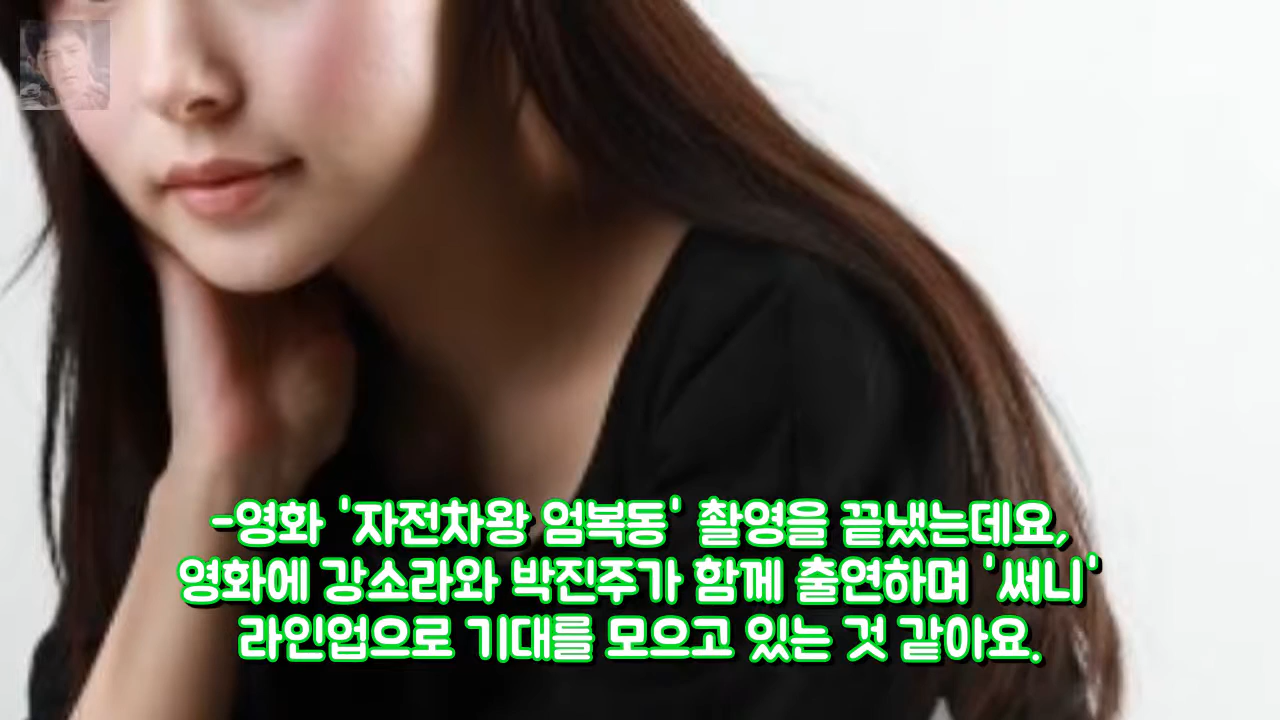 -영화 '자전차왕 엄복동' 촬영을 끝냈는데요,
영화에 강소라와 박진주가 함께 출연하며 '써니'
라인업으로 기대를 모으고 있는 것 같아요.